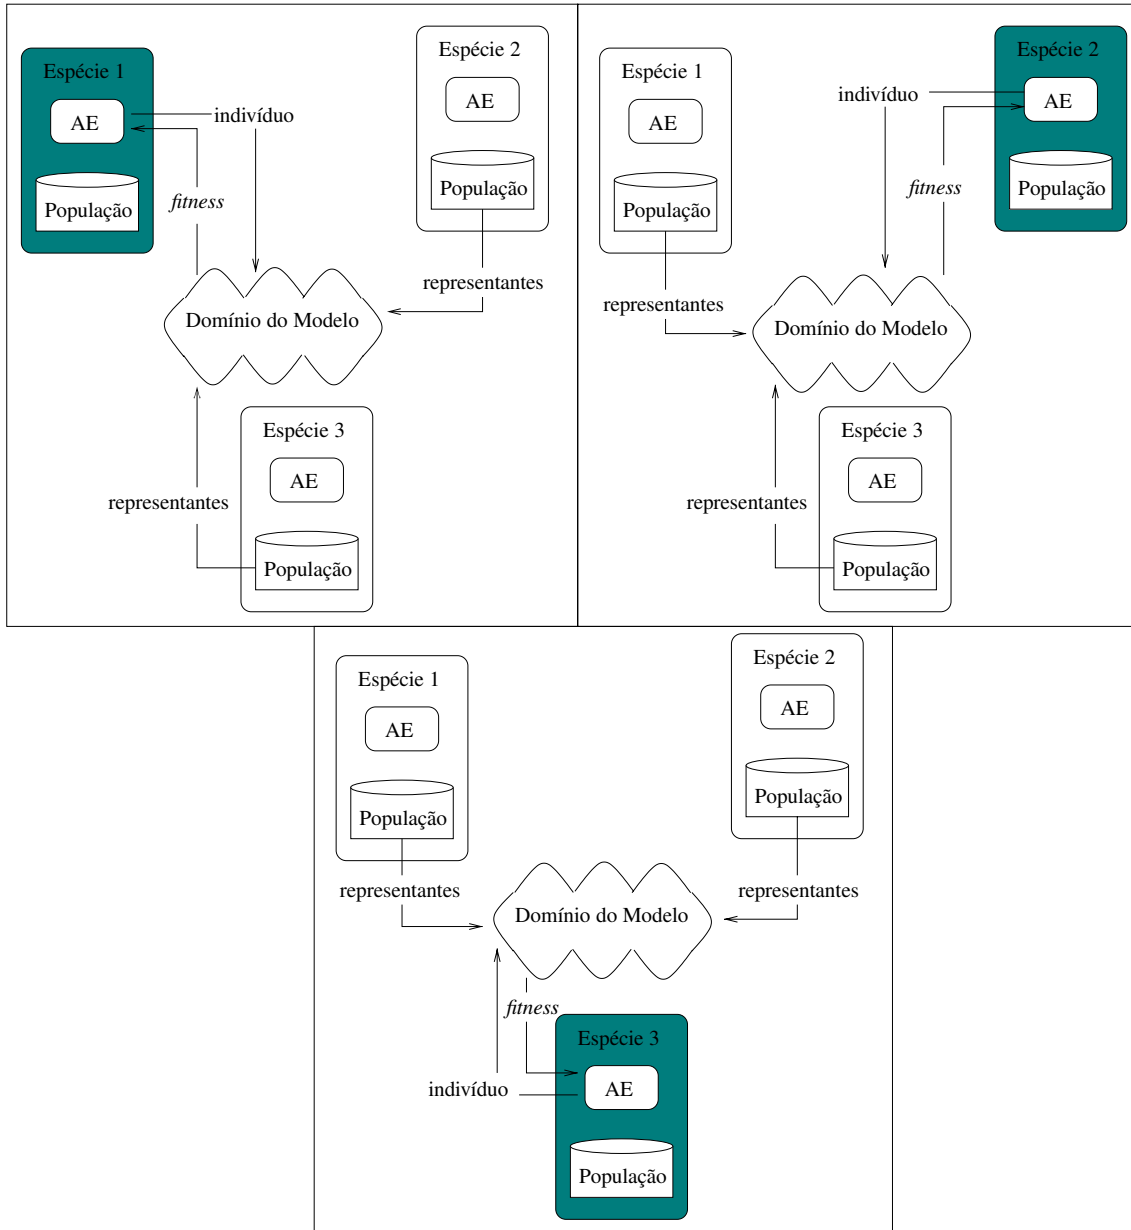 Espécie 1
AE
População
indivíduo
fitness
Espécie 2
AE
População
representantes
Domínio do Modelo
Espécie 3
AE
População
representantes
Espécie 1
AE
População
representantes
indivíduo
fitness
Espécie 2
AE
População
Domínio do Modelo
Espécie 3
AE
População
representantes
Espécie 1
AE
População
representantes
Espécie 2
AE
População
representantes
Domínio do Modelo
fitness
indivíduo
Espécie 3
AE
População